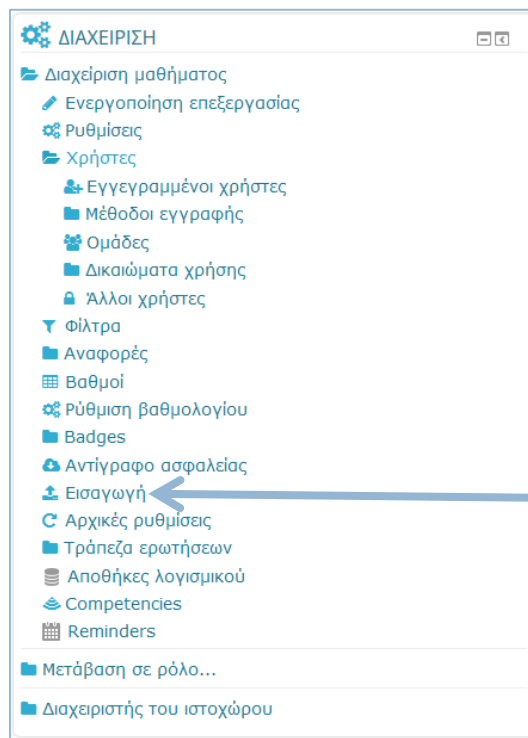 ΔΙΑΧΕΙΡΙΣΗ
Διαχείριση μαθήματος
Ενεργοποίηση επεξεργασίας
Ρυθμίσεις
Χρήστες
Εγγεγραμμένοι χρήστες
Μέθοδοι εγγραφής
Ομάδες
Δικαιώματα χρήσης
Άλλοι χρήστες
Φίλτρα
Αναφορές
Βαθμοί
Ρύθμιση βαθμολογίου
Badges
Αντίγραφο ασφαλείας
Εισαγωγή
Αρχικές ρυθμίσεις
Τράπεζα ερωτήσεων
Αποθήκες λογισμικού
Competencies
Reminders
Μετάβαση σε ρόλο...
Διαχειριστής του ιστοχώρου